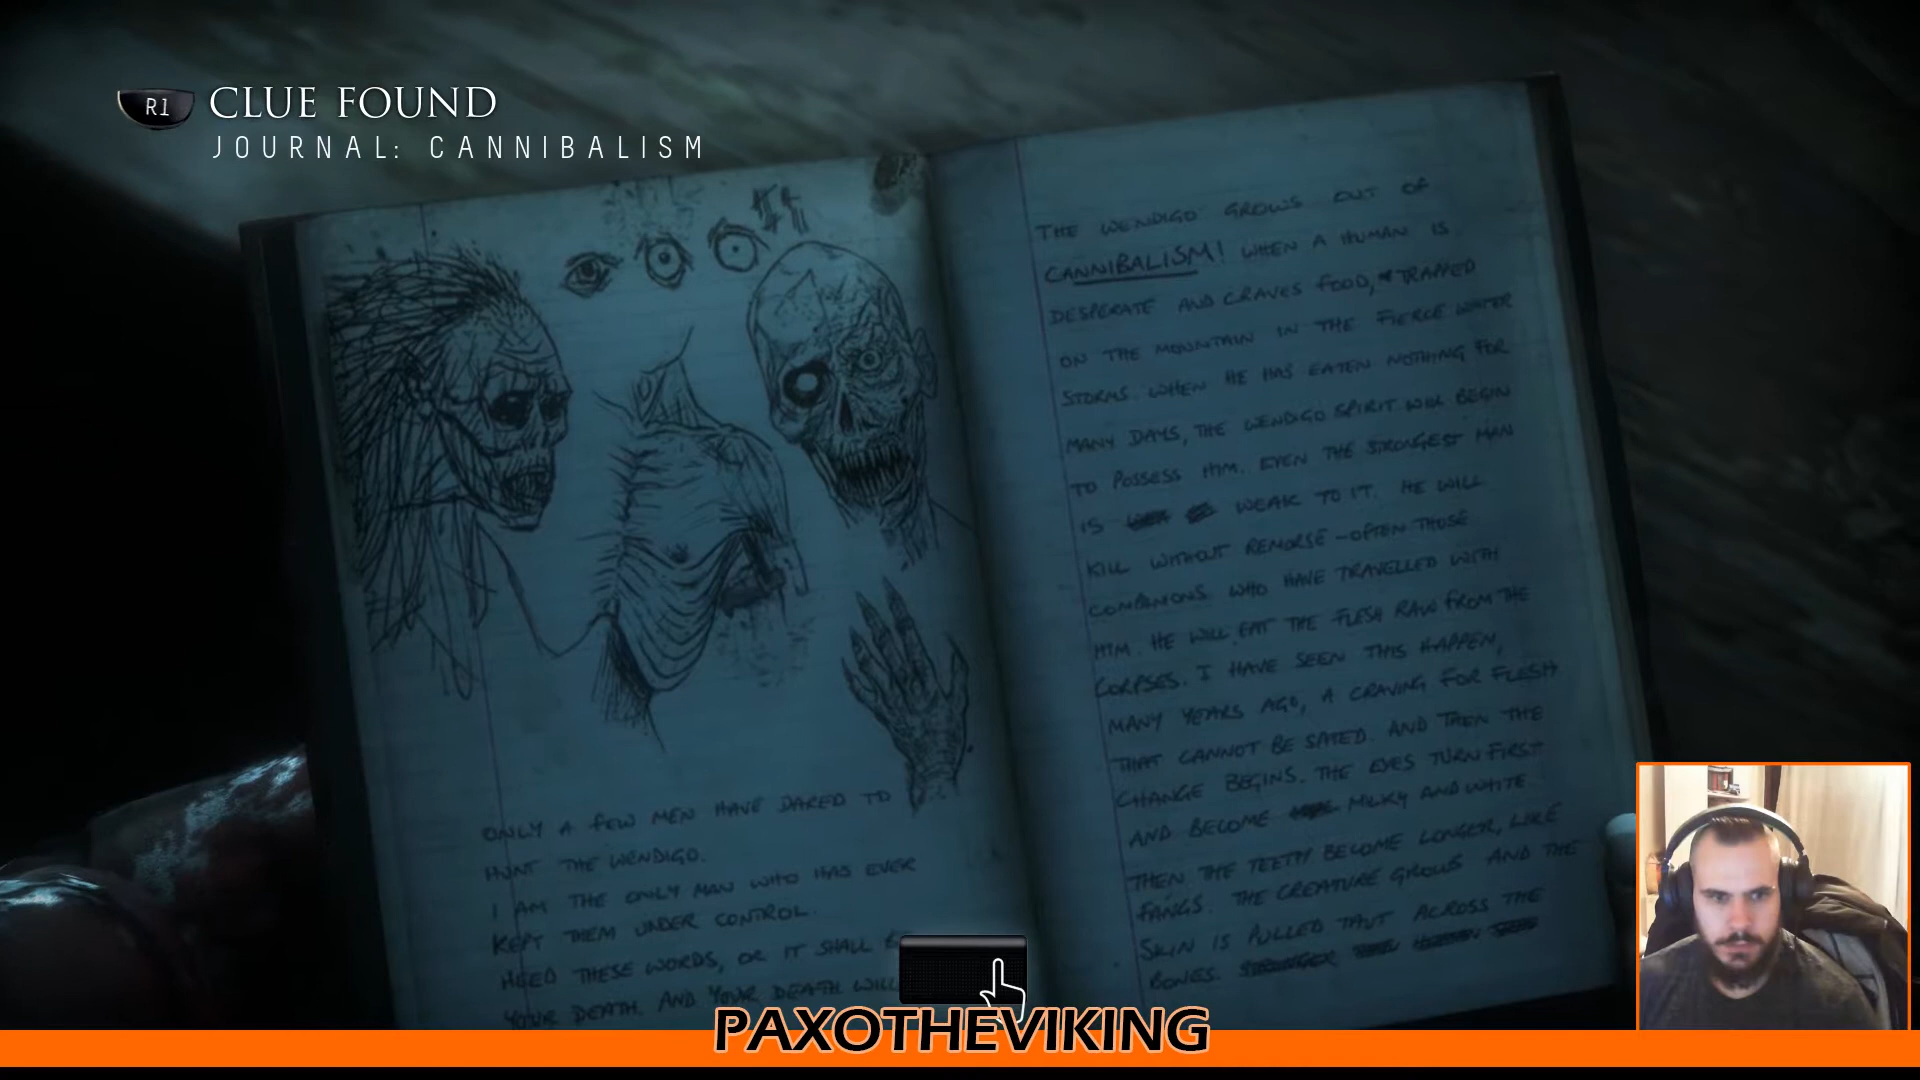 R1
CLUE FOUND
JOURNAL: CANNIBALISM
ONLY A FEW MEN HAVE DARED TO
HUNT THE WENDIGO.
I AM THE ONLY MAN WHO HAS EVER
KEPT THEM UNDER CONTROL.
HEED THESE WORDS, OR IT SHALL
YOUR DEATH. AND YOUR DEATH WILL
THE WENDIGO GROWS OUT OF
CANNIBALISM! WHEN A HUMAN IS
DESPERATE AND CRAVES FOOD, & TRAPPED
ON THE MOUNTAIN IN THE FIERCE WINTER
STORMS. WHEN HE HAS EATEN NOTHING FOR
MANY DAYS, THE WENDIGO SPIRIT WILL BEGIN
TO POSSESS HIM. EVEN THE STRONGEST MAN
IS WEAK TO IT. HE WILL
KILL WITHOUT REMORSE - OFTEN THOSE
COMPANIONS WHO HAVE TRAVELLED WITH
HIM. HE WILL EAT THE FLESH RAW FROM THE
CORPSES. I HAVE SEEN THIS HAPPEN,
MANY YEARS AGO, A CRAVING FOR FLESH
THAT CANNOT BE SATED. AND THEN THE
CHANGE BEGINS. THE EYES TURN FIRST
AND BECOME MILKY AND WHITE.
THEN THE TEETH BECOME LONGER, LIKE
FANGS. THE CREATURE GROWS AND THE
SKIN IS PULLED TAUT ACROSS THE
BONES.
PAXOTHEVIKING